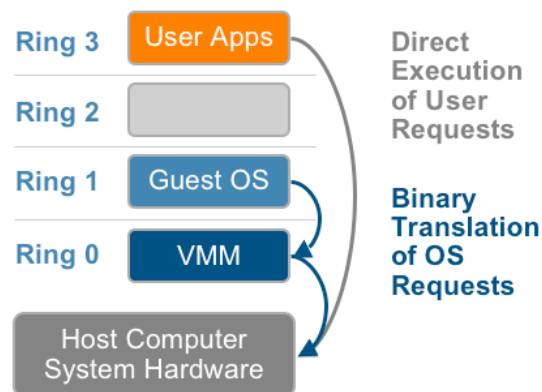 Ring 3
User Apps
Ring 2
Ring 1
Guest OS
Ring 0
VMM
Host Computer
System Hardware
Direct
Execution
of User
Requests
Binary
Translation
of OS
Requests